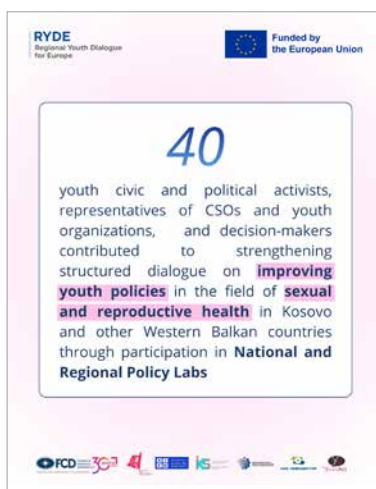 RYDE
Regional Youth Dialogue
for Europe
Funded by
the European Union
40
youth civic and political activists,
representatives of CSOs and youth
organizations, and decision-makers
contributed to strengthening
structured dialogue on improving
youth policies in the field of sexual
and reproductive health in Kosovo
and other Western Balkan countries
through participation in National and
Regional Policy Labs
FCD